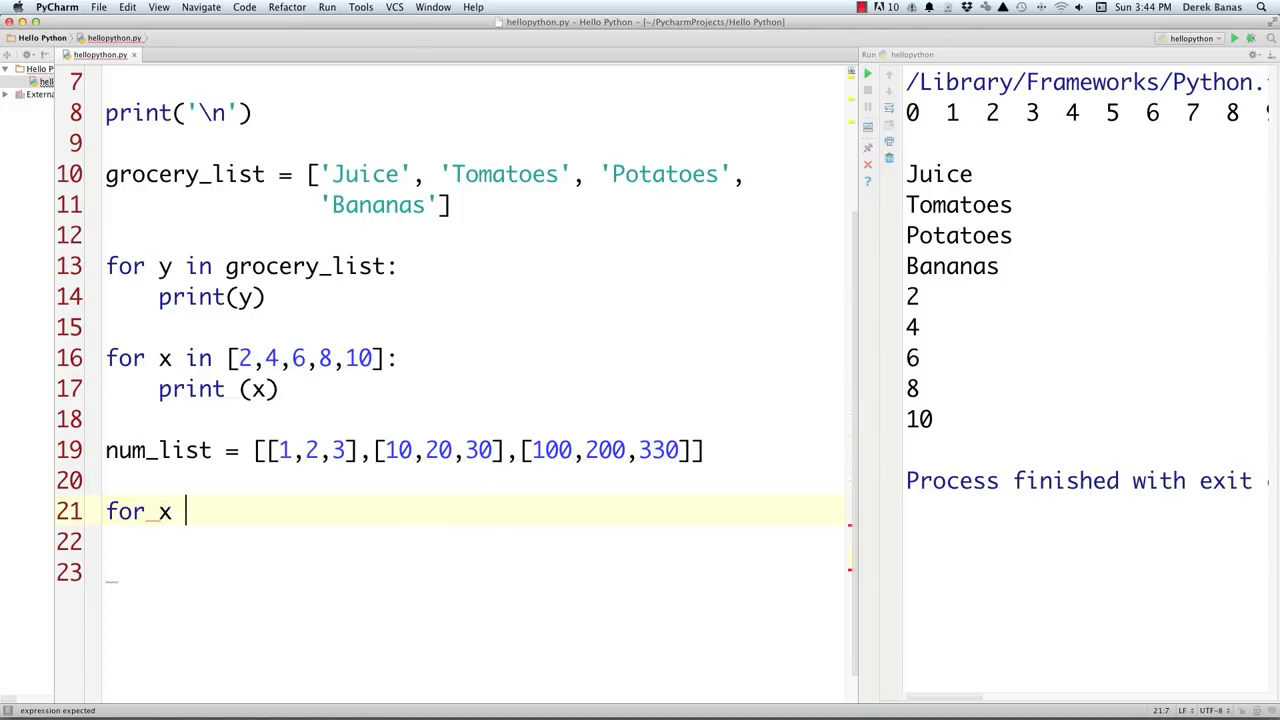 PyCharm File Edit View Navigate Code Refactor Run Tools VCS Window Help 10 Sun 3:44 PM Derek Banas
hellopython.py – Hello Python – [~/PycharmProjects/Hello Python]
Hello Python hellopython.py hellopython
hellopython.py × Run hellopython
Hello P
hell
Externa
7
8 print('\n')
9
10 grocery_list = ['Juice', 'Tomatoes', 'Potatoes',
11 'Bananas']
12
13 for y in grocery_list:
14 print(y)
15
16 for x in [2,4,6,8,10]:
17 print (x)
18
19 num_list = [[1,2,3],[10,20,30],[100,200,330]]
20
21 for x
22
23
/Library/Frameworks/Python.
0 1 2 3 4 5 6 7 8 9
Juice
Tomatoes
Potatoes
Bananas
2
4
6
8
10
Process finished with exit
expression expected 21:7 LF UTF-8